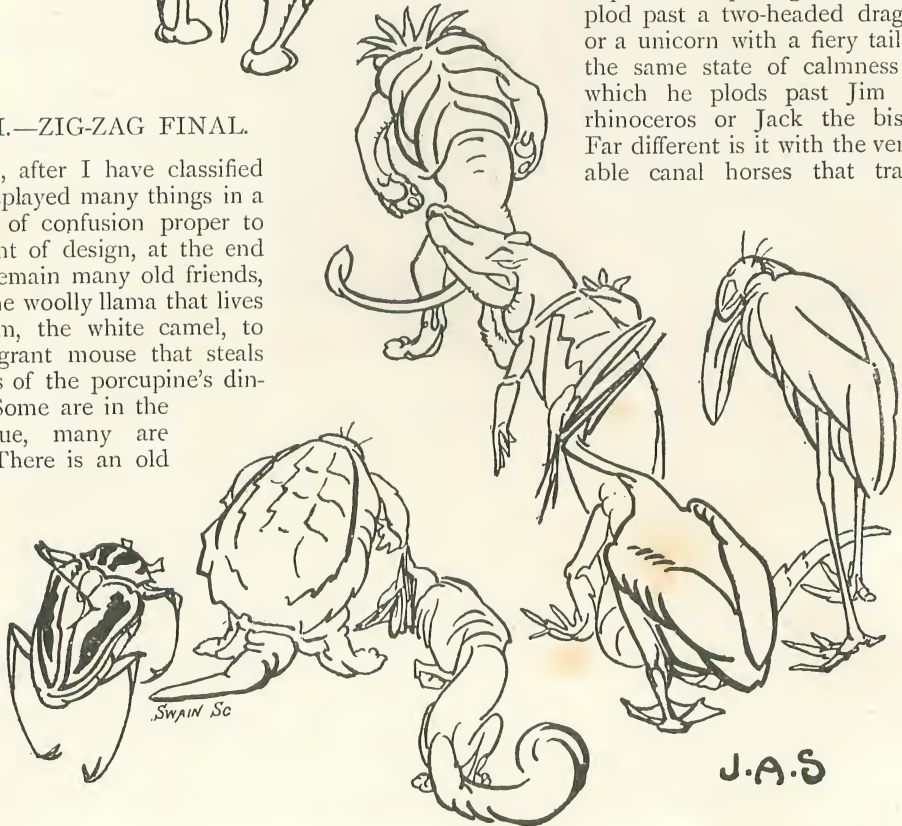 I.—ZIG-ZAG FINAL.
, after I have classified
splayed many things in a
of confusion proper to
nt of design, at the end
emain many old friends,
ne woolly llama that lives
m, the white camel, to
grant mouse that steals
s of the porcupine's din-
Some are in the
ue, many are
There is an old
plod past a two-headed drag
or a unicorn with a fiery tail
the same state of calmness
which he plods past Jim
rhinoceros or Jack the bis
Far different is it with the ver
able canal horses that tra
SWAIN SC
J.A.S